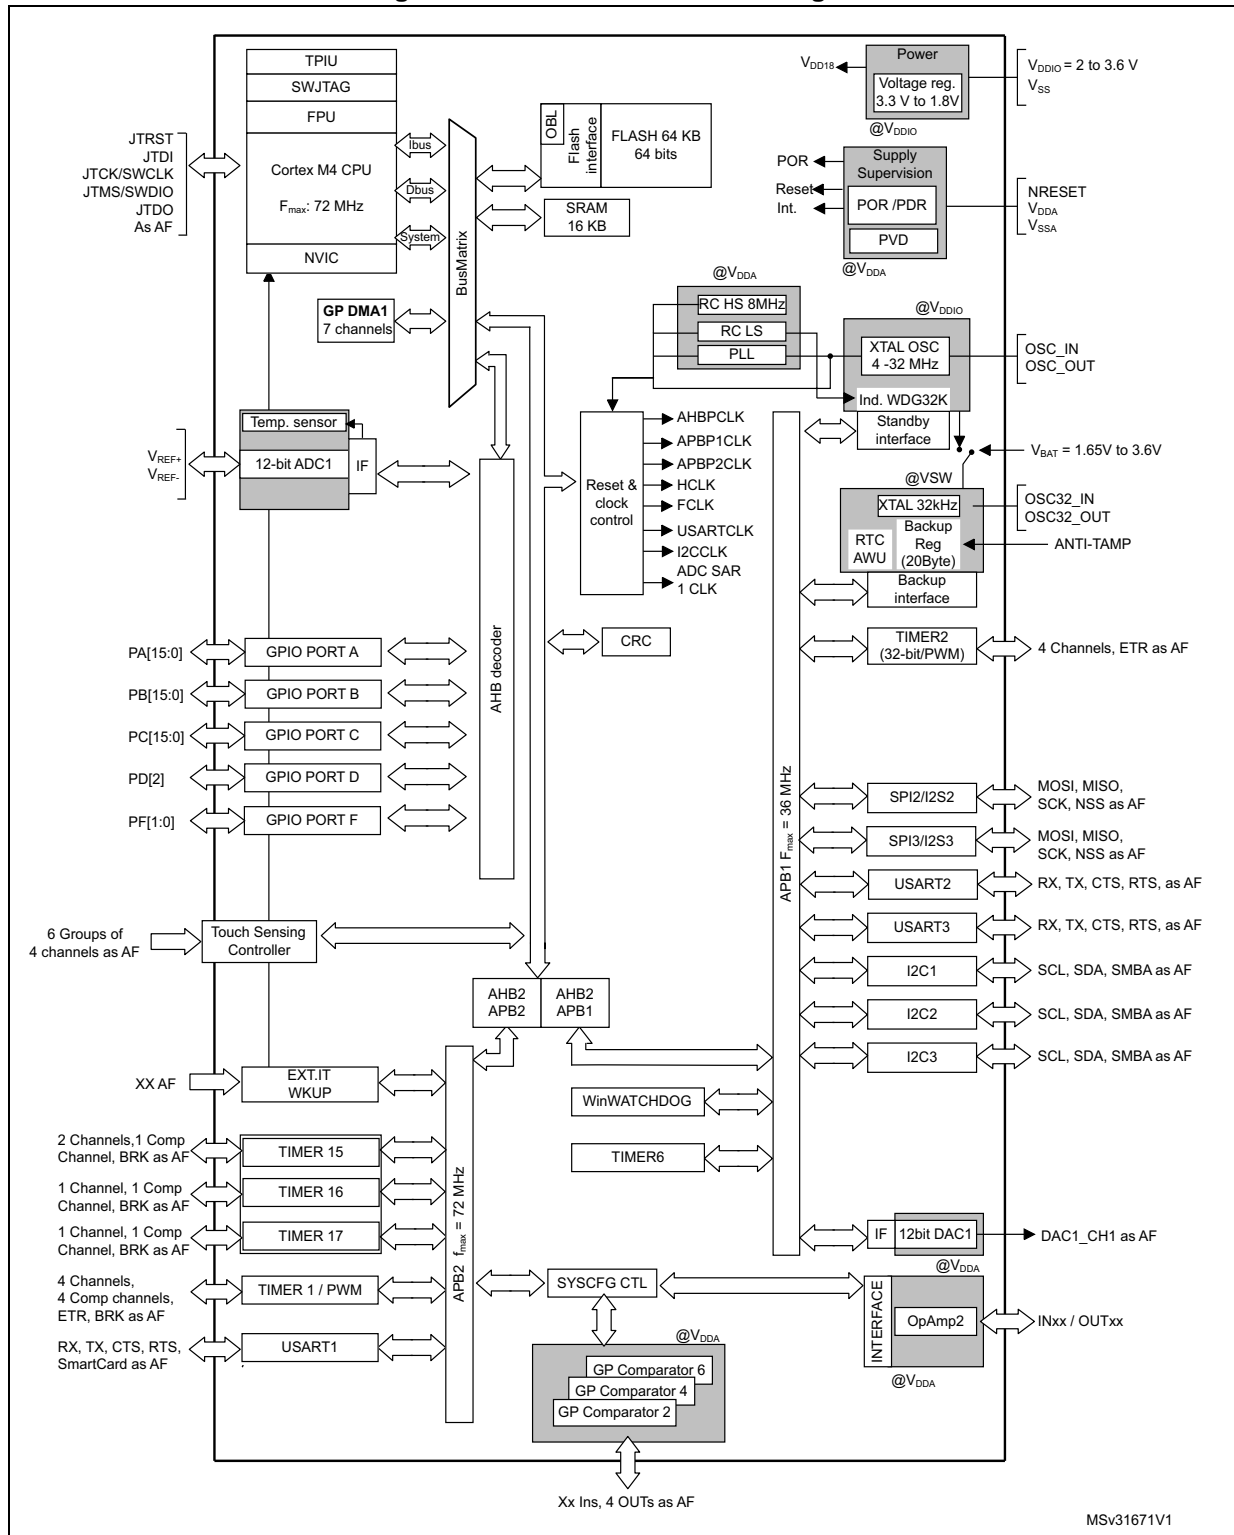 TPIU
SWJTAG
FPU
Cortex M4 CPU
Fmax: 72 MHz
NVIC
JTRST
JTDI
JTCK/SWCLK
JTMS/SWDIO
JTDO
As AF
Ibus
Dbus
System
BusMatrix
OBL
Flash interface
FLASH 64 KB
64 bits
SRAM
16 KB
GP DMA1
7 channels
VDD18
Power
Voltage reg.
3.3 V to 1.8V
@VDDIO
VDDIO = 2 to 3.6 V
VSS
POR
Reset
Int.
Supply
Supervision
POR /PDR
PVD
@VDDA
NRESET
VDDA
VSSA
@VDDA
RC HS 8MHz
RC LS
PLL
@VDDIO
XTAL OSC
4 -32 MHz
Ind. WDG32K
Standby
interface
OSC_IN
OSC_OUT
VBAT = 1.65V to 3.6V
@VSW
XTAL 32kHz
RTC
AWU
Backup
Reg
(20Byte)
Backup
interface
OSC32_IN
OSC32_OUT
ANTI-TAMP
Reset &
clock
control
AHBPCLK
APBP1CLK
APBP2CLK
HCLK
FCLK
USARTCLK
I2CCLK
ADC SAR
1 CLK
VREF+
VREF-
Temp. sensor
12-bit ADC1
IF
AHB decoder
CRC
PA[15:0]
GPIO PORT A
PB[15:0]
GPIO PORT B
PC[15:0]
GPIO PORT C
PD[2]
GPIO PORT D
PF[1:0]
GPIO PORT F
6 Groups of
4 channels as AF
Touch Sensing
Controller
AHB2
APB2
AHB2
APB1
APB1 Fmax = 36 MHz
TIMER2
(32-bit/PWM)
4 Channels, ETR as AF
SPI2/I2S2
MOSI, MISO,
SCK, NSS as AF
SPI3/I2S3
MOSI, MISO,
SCK, NSS as AF
USART2
RX, TX, CTS, RTS, as AF
USART3
RX, TX, CTS, RTS, as AF
I2C1
SCL, SDA, SMBA as AF
I2C2
SCL, SDA, SMBA as AF
I2C3
SCL, SDA, SMBA as AF
WinWATCHDOG
TIMER6
IF
12bit DAC1
@VDDA
DAC1_CH1 as AF
XX AF
EXT.IT
WKUP
2 Channels,1 Comp
Channel, BRK as AF
TIMER 15
1 Channel, 1 Comp
Channel, BRK as AF
TIMER 16
1 Channel, 1 Comp
Channel, BRK as AF
TIMER 17
4 Channels,
4 Comp channels,
ETR, BRK as AF
TIMER 1 / PWM
RX, TX, CTS, RTS,
SmartCard as AF
USART1
APB2 fmax = 72 MHz
SYSCFG CTL
@VDDA
GP Comparator 6
GP Comparator 4
GP Comparator 2
Xx Ins, 4 OUTs as AF
INTERFACE
OpAmp2
@VDDA
INxx / OUTxx
MSv31671V1